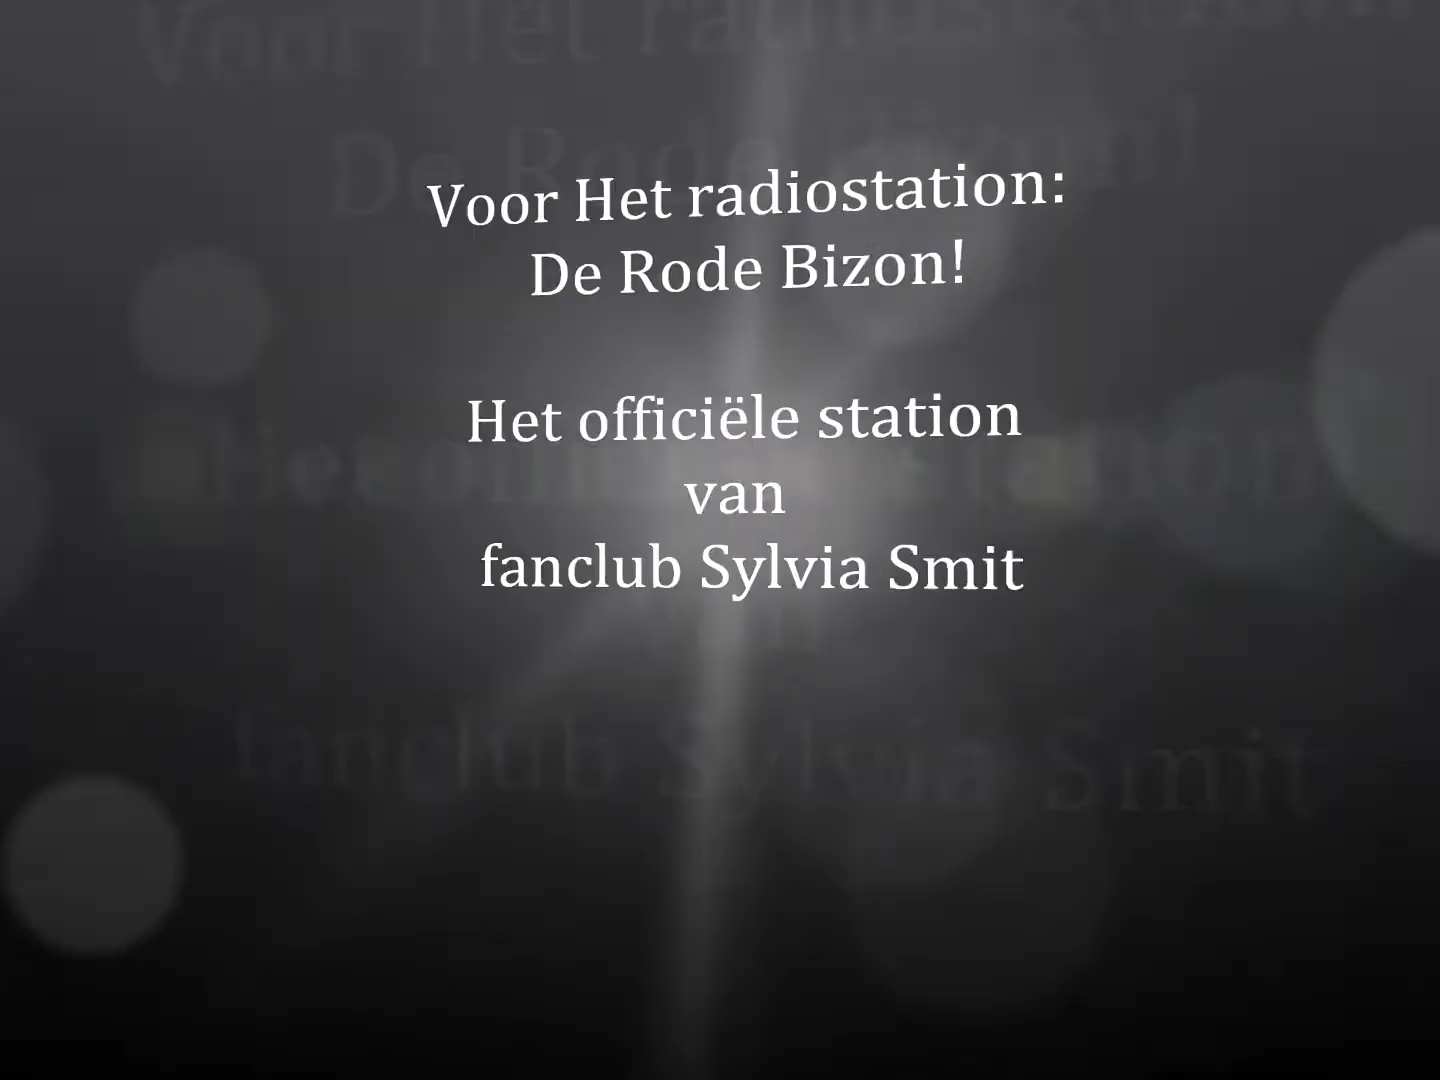 Voor Het radiostation:
De Rode Bizon!
Het officiële station
van
fanclub Sylvia Smit